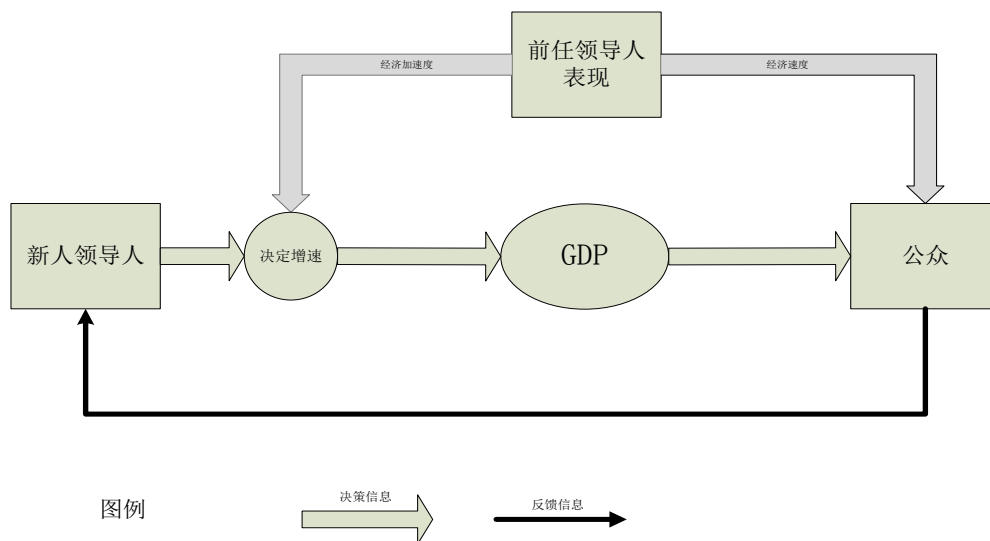 前任领导人
表现
经济加速度
经济速度
新人领导人
决定增速
GDP
公众
图例
决策信息
反馈信息